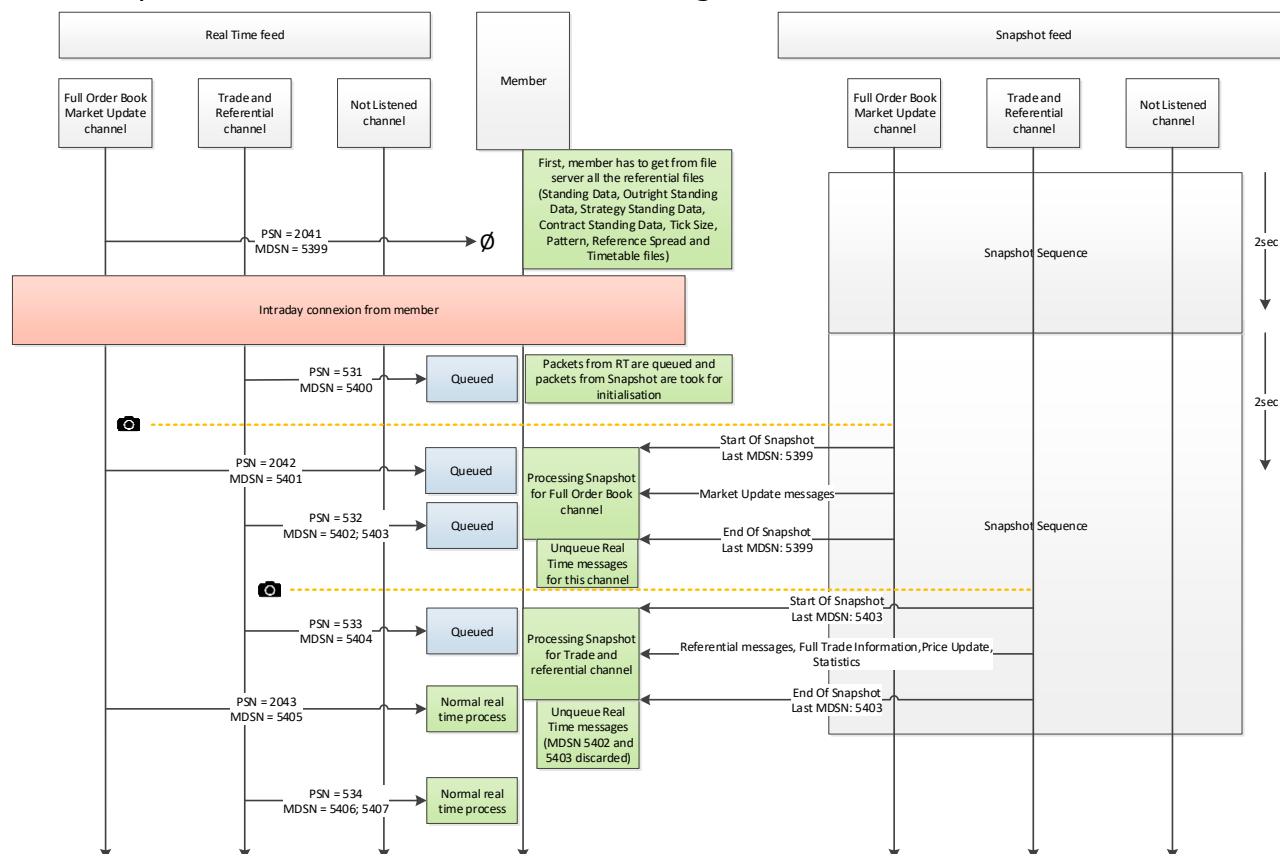 Real Time feed
Member
Snapshot feed
Full Order Book
Market Update
channel
Trade and
Referential
channel
Not Listened
channel
Full Order Book
Market Update
channel
Trade and
Referential
channel
Not Listened
channel
First, member has to get from file
server all the referential files
(Standing Data, Outright Standing
Data, Strategy Standing Data,
Contract Standing Data, Tick Size,
Pattern, Reference Spread and
Timetable files)
PSN = 2041
MDSN = 5399
Ø
2sec
Snapshot Sequence
Intraday connexion from member
PSN = 531
MDSN = 5400
Queued
Packets from RT are queued and
packets from Snapshot are took for
initialisation
2sec
Start Of Snapshot
Last MDSN: 5399
PSN = 2042
MDSN = 5401
Queued
Processing Snapshot
for Full Order Book
channel
Market Update messages
PSN = 532
MDSN = 5402; 5403
Queued
End Of Snapshot
Last MDSN: 5399
Snapshot Sequence
Unqueue Real
Time messages
for this channel
Start Of Snapshot
Last MDSN: 5403
PSN = 533
MDSN = 5404
Queued
Processing Snapshot
for Trade and
referential channel
Referential messages, Full Trade Information,Price Update,
Statistics
End Of Snapshot
Last MDSN: 5403
PSN = 2043
MDSN = 5405
Normal real
time process
Unqueue Real
Time messages
(MDSN 5402 and
5403 discarded)
PSN = 534
MDSN = 5406; 5407
Normal real
time process